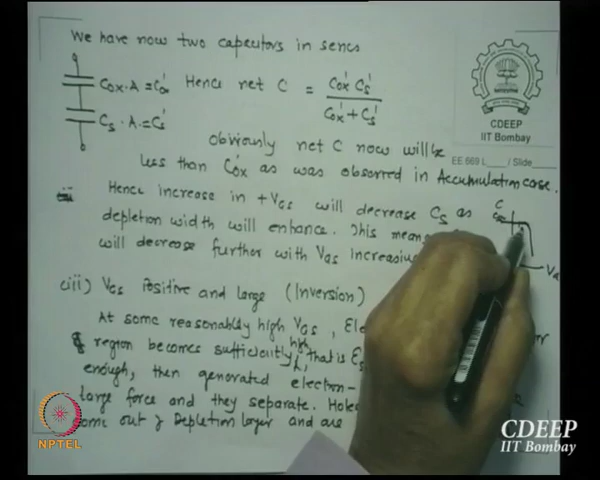 We have now two capacitors in series
Cox·A = C'ox Hence net C = C'ox C's / C'ox + C's
Cs·A = C's
Obviously net C now will be
less than C'ox as was observed in Accumulation case.
Hence increase in +VGS will decrease Cs as
depletion width will enhance. This means
will decrease further with VGS increasing
C
Cox
(iii) VGS Positive and large (Inversion)
At some reasonably high VGS,
region becomes sufficiently high, that is Es
enough, then generated electron-
large force and they separate. Holes
come out of Depletion layer and are
CDEEP
IIT Bombay
EE 669 L____/ Slide____
NPTEL
CDEEP
IIT Bombay